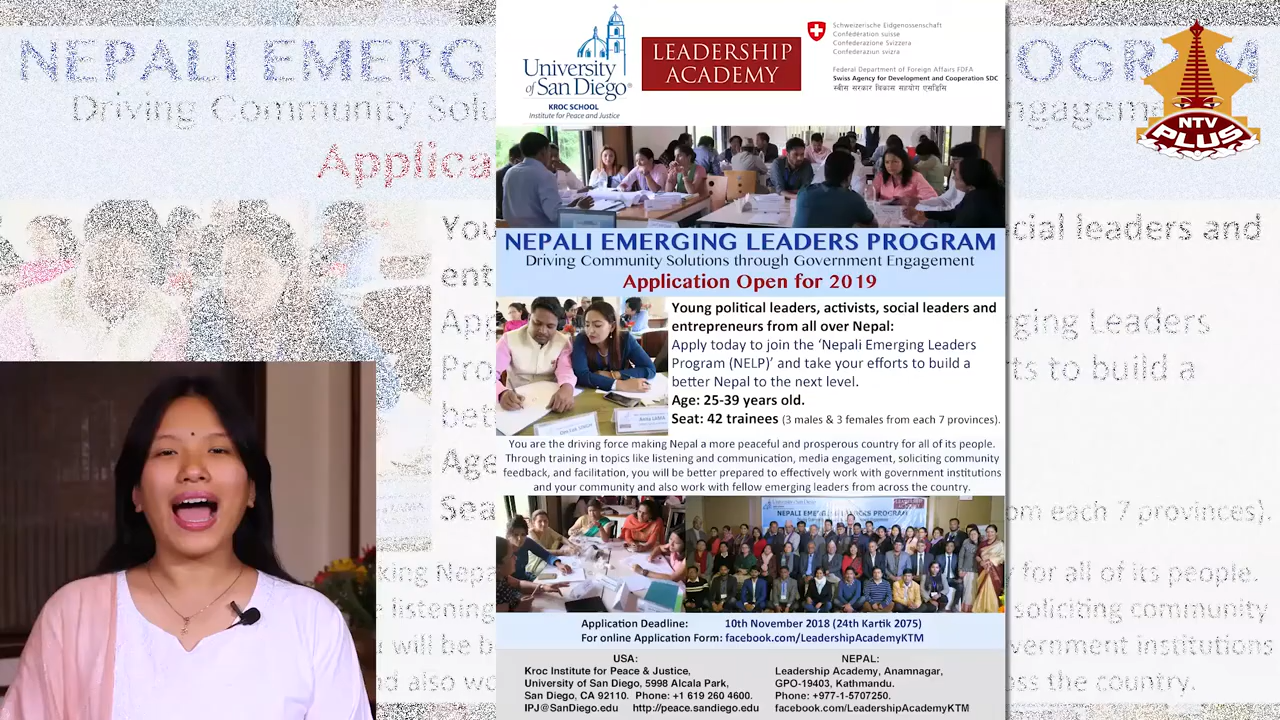 University
of San Diego®
KROC SCHOOL
Institute for Peace and Justice
LEADERSHIP
ACADEMY
Schweizerische Eidgenossenschaft
Confédération suisse
Confederazione Svizzera
Confederaziun svizra
Federal Department of Foreign Affairs FDFA
Swiss Agency for Development and Cooperation SDC
स्वीस सरकार विकास सहयोग एसडिसि
NTV
PLUS
NEPALI EMERGING LEADERS PROGRAM
Driving Community Solutions through Government Engagement
Application Open for 2019
Young political leaders, activists, social leaders and
entrepreneurs from all over Nepal:
Apply today to join the ‘Nepali Emerging Leaders
Program (NELP)’ and take your efforts to build a
better Nepal to the next level.
Age: 25-39 years old.
Seat: 42 trainees (3 males & 3 females from each 7 provinces).
You are the driving force making Nepal a more peaceful and prosperous country for all of its people.
Through training in topics like listening and communication, media engagement, soliciting community
feedback, and facilitation, you will be better prepared to effectively work with government institutions
and your community and also work with fellow emerging leaders from across the country.
Application Deadline: 10th November 2018 (24th Kartik 2075)
For online Application Form: facebook.com/LeadershipAcademyKTM
USA:
Kroc Institute for Peace & Justice,
University of San Diego, 5998 Alcala Park,
San Diego, CA 92110. Phone: +1 619 260 4600.
IPJ@SanDiego.edu http://peace.sandiego.edu
NEPAL:
Leadership Academy, Anamnagar,
GPO-19403, Kathmandu.
Phone: +977-1-5707250.
facebook.com/LeadershipAcademyKTM